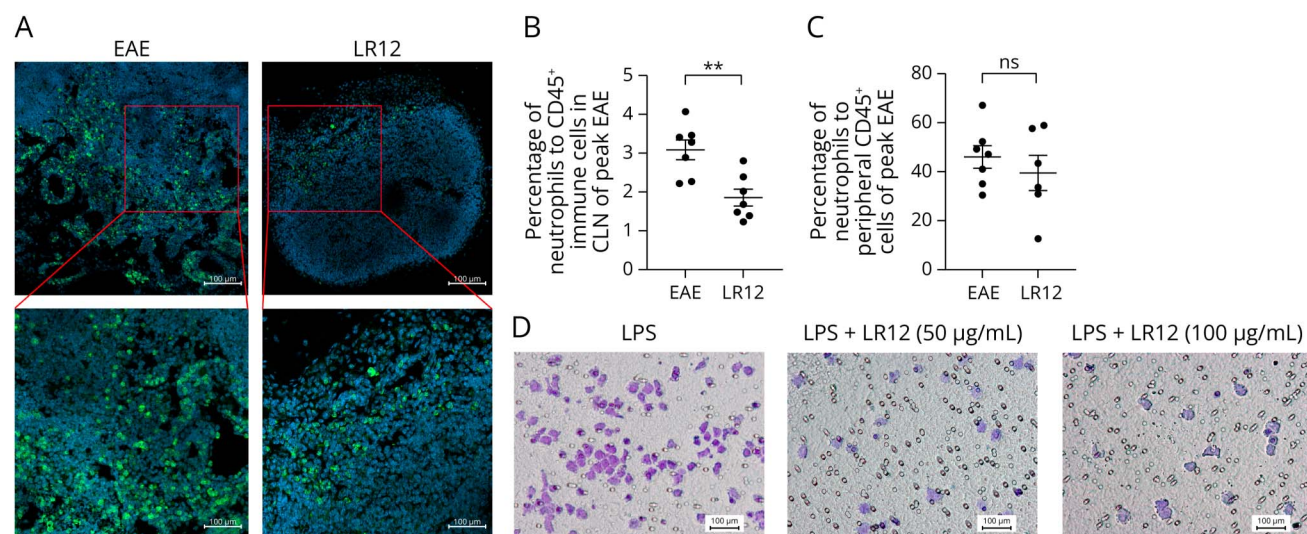 A
EAE
LR12
100 µm
100 µm
100 µm
100 µm
B
Percentage of
neutrophils to CD45⁺
immune cells in
CLN of peak EAE
5
4
3
2
1
0
**
EAE
LR12
C
Percentage of
neutrophils to
peripheral CD45⁺
cells of peak EAE
80
60
40
20
0
ns
EAE
LR12
D
LPS
LPS + LR12 (50 µg/mL)
LPS + LR12 (100 µg/mL)
100 µm
100 µm
100 µm